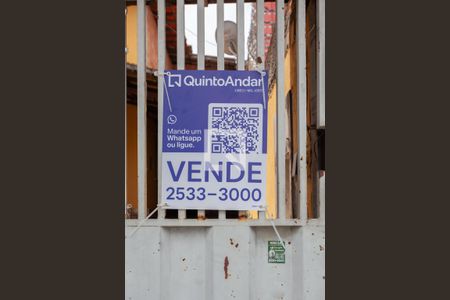 QuintoAndar
Mande um
Whatsapp
ou ligue.
VENDE
2533-3000